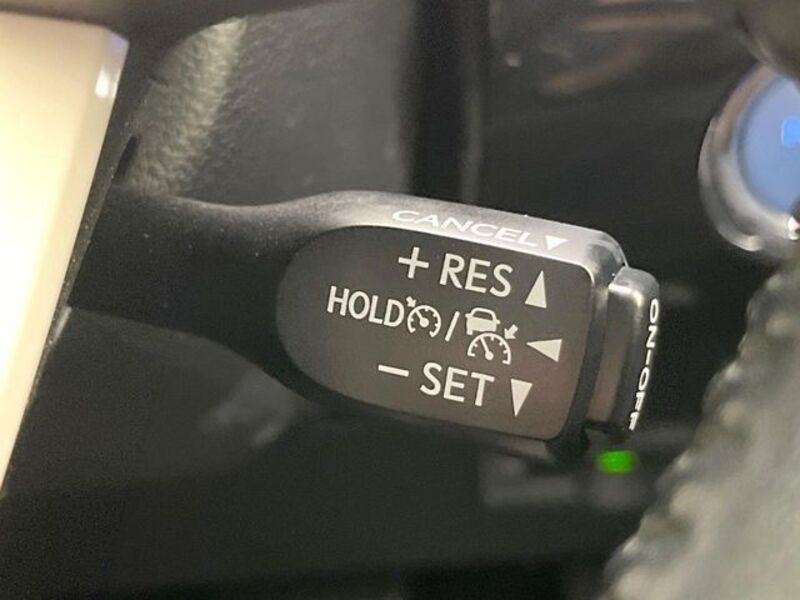 CANCEL▼
+ RES ▲
HOLD / ◀
− SET ▼
ON-OFF